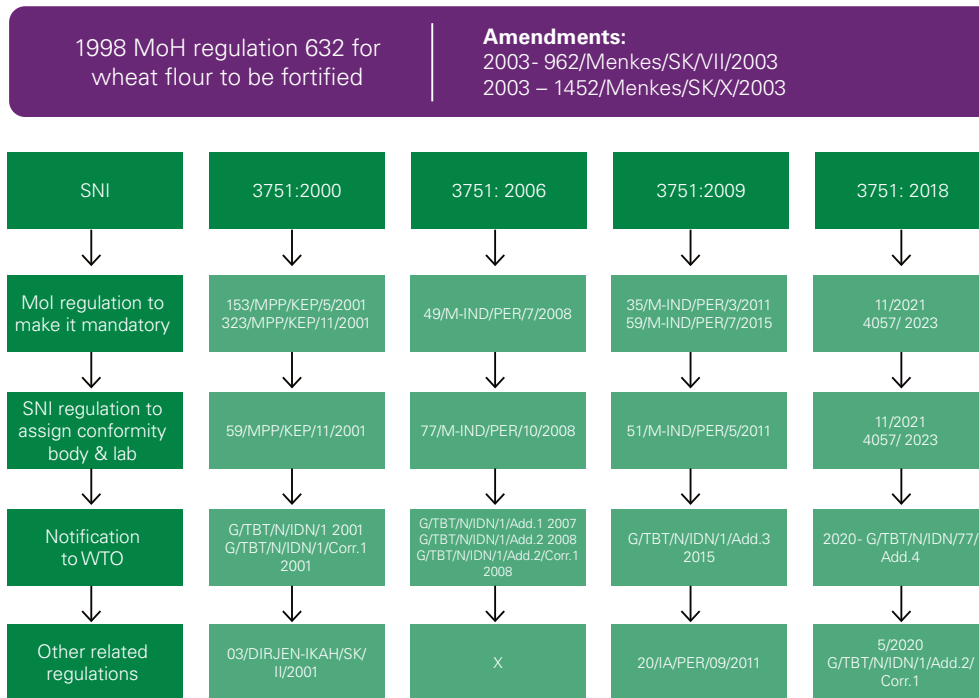 1998 MoH regulation 632 for
wheat flour to be fortified
Amendments:
2003- 962/Menkes/SK/VII/2003
2003 – 1452/Menkes/SK/X/2003
SNI
3751:2000
3751: 2006
3751:2009
3751: 2018
MoI regulation to
make it mandatory
153/MPP/KEP/5/2001
323/MPP/KEP/11/2001
49/M-IND/PER/7/2008
35/M-IND/PER/3/2011
59/M-IND/PER/7/2015
11/2021
4057/ 2023
SNI regulation to
assign conformity
body & lab
59/MPP/KEP/11/2001
77/M-IND/PER/10/2008
51/M-IND/PER/5/2011
11/2021
4057/ 2023
Notification
to WTO
G/TBT/N/IDN/1 2001
G/TBT/N/IDN/1/Corr.1
2001
G/TBT/N/IDN/1/Add.1 2007
G/TBT/N/IDN/1/Add.2 2008
G/TBT/N/IDN/1/Add.2/Corr.1
2008
G/TBT/N/IDN/1/Add.3
2015
2020- G/TBT/N/IDN/77/
Add.4
Other related
regulations
03/DIRJEN-IKAH/SK/
II/2001
X
20/IA/PER/09/2011
5/2020
G/TBT/N/IDN/1/Add.2/
Corr.1